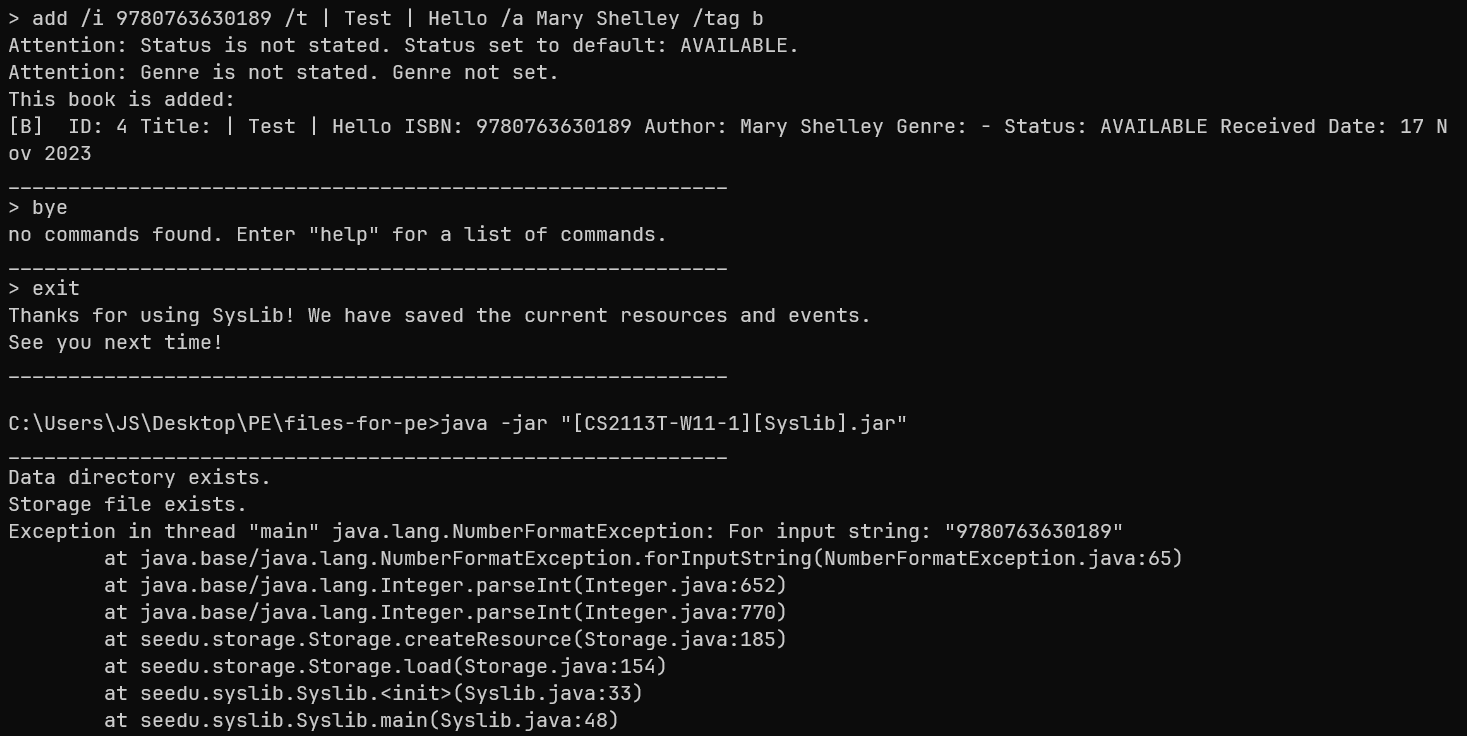 > add /i 9780763630189 /t | Test | Hello /a Mary Shelley /tag b
Attention: Status is not stated. Status set to default: AVAILABLE.
Attention: Genre is not stated. Genre not set.
This book is added:
[B]  ID: 4 Title: | Test | Hello ISBN: 9780763630189 Author: Mary Shelley Genre: - Status: AVAILABLE Received Date: 17 N
ov 2023
____________________________________________________________
> bye
no commands found. Enter "help" for a list of commands.
____________________________________________________________
> exit
Thanks for using SysLib! We have saved the current resources and events.
See you next time!
____________________________________________________________
C:\Users\JS\Desktop\PE\files-for-pe>java -jar "[CS2113T-W11-1][Syslib].jar"
____________________________________________________________
Data directory exists.
Storage file exists.
Exception in thread "main" java.lang.NumberFormatException: For input string: "9780763630189"
        at java.base/java.lang.NumberFormatException.forInputString(NumberFormatException.java:65)
        at java.base/java.lang.Integer.parseInt(Integer.java:652)
        at java.base/java.lang.Integer.parseInt(Integer.java:770)
        at seedu.storage.Storage.createResource(Storage.java:185)
        at seedu.storage.Storage.load(Storage.java:154)
        at seedu.syslib.Syslib.<init>(Syslib.java:33)
        at seedu.syslib.Syslib.main(Syslib.java:48)